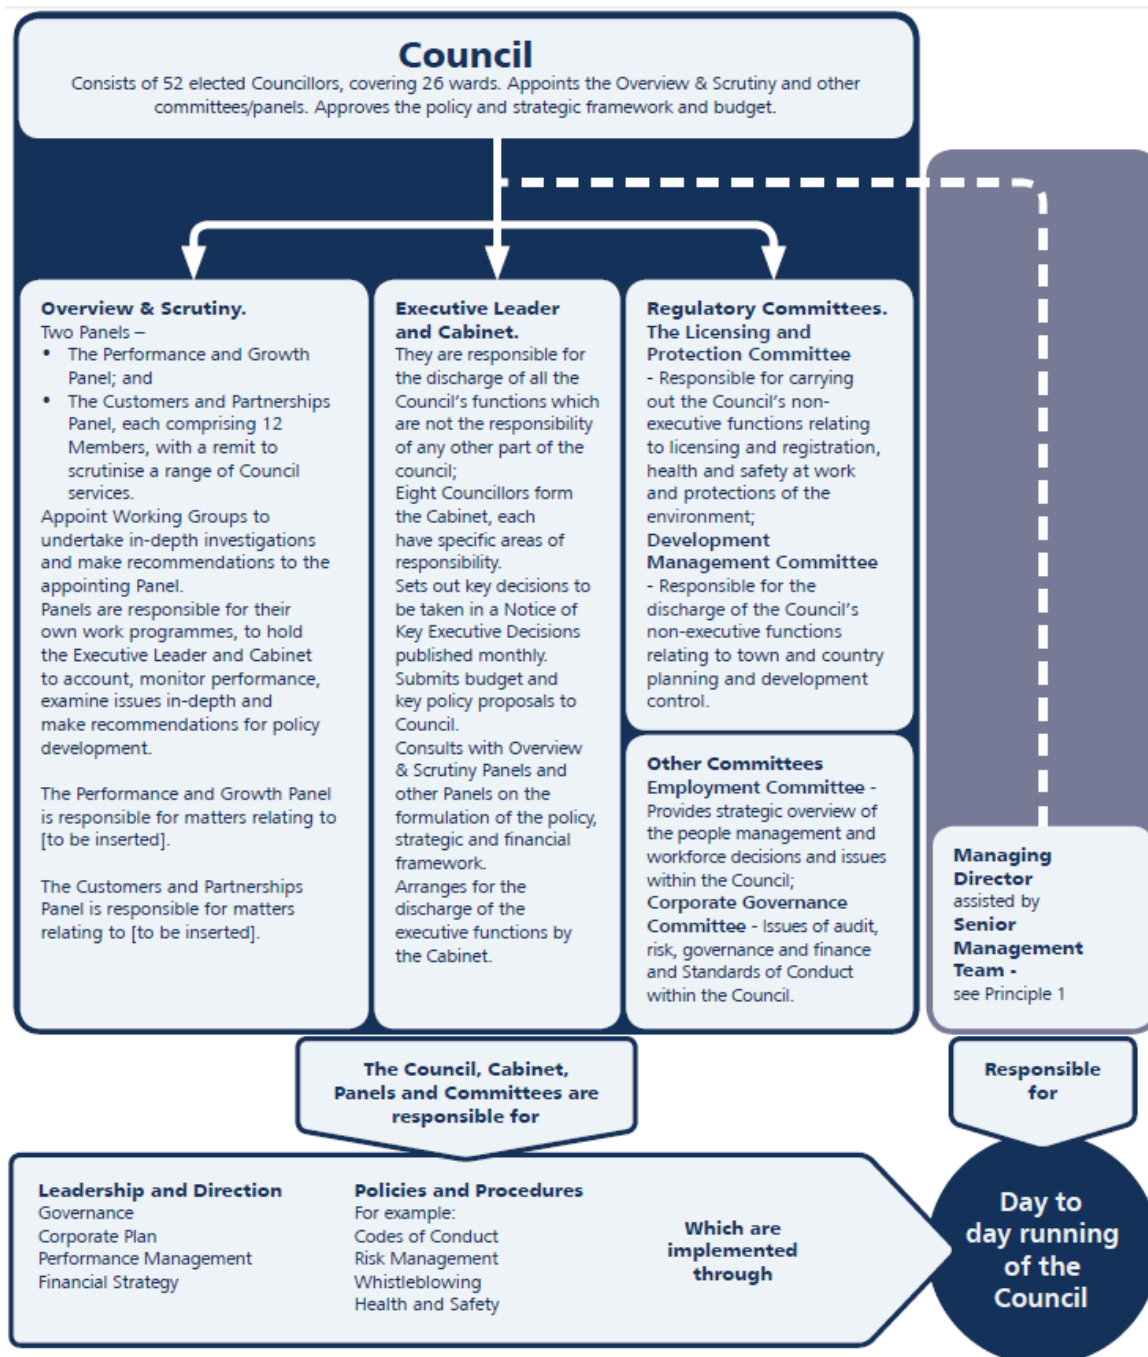 Council
Consists of 52 elected Councillors, covering 26 wards. Appoints the Overview & Scrutiny and other
committees/panels. Approves the policy and strategic framework and budget.
Overview & Scrutiny.
Two Panels –
• The Performance and Growth
Panel; and
• The Customers and Partnerships
Panel, each comprising 12
Members, with a remit to
scrutinise a range of Council
services.
Appoint Working Groups to
undertake in-depth investigations
and make recommendations to the
appointing Panel.
Panels are responsible for their
own work programmes, to hold
the Executive Leader and Cabinet
to account, monitor performance,
examine issues in-depth and
make recommendations for policy
development.
The Performance and Growth Panel
is responsible for matters relating to
[to be inserted].
The Customers and Partnerships
Panel is responsible for matters
relating to [to be inserted].
Executive Leader
and Cabinet.
They are responsible for
the discharge of all the
Council’s functions which
are not the responsibility
of any other part of the
council;
Eight Councillors form
the Cabinet, each
have specific areas of
responsibility.
Sets out key decisions to
be taken in a Notice of
Key Executive Decisions
published monthly.
Submits budget and
key policy proposals to
Council.
Consults with Overview
& Scrutiny Panels and
other Panels on the
formulation of the policy,
strategic and financial
framework.
Arranges for the
discharge of the
executive functions by
the Cabinet.
Regulatory Committees.
The Licensing and
Protection Committee
- Responsible for carrying
out the Council’s non-
executive functions relating
to licensing and registration,
health and safety at work
and protections of the
environment;
Development
Management Committee
- Responsible for the
discharge of the Council’s
non-executive functions
relating to town and country
planning and development
control.
Other Committees
Employment Committee -
Provides strategic overview of
the people management and
workforce decisions and issues
within the Council;
Corporate Governance
Committee - Issues of audit,
risk, governance and finance
and Standards of Conduct
within the Council.
Managing
Director
assisted by
Senior
Management
Team -
see Principle 1
The Council, Cabinet,
Panels and Committees are
responsible for
Responsible
for
Leadership and Direction
Governance
Corporate Plan
Performance Management
Financial Strategy
Policies and Procedures
For example:
Codes of Conduct
Risk Management
Whistleblowing
Health and Safety
Which are
implemented
through
Day to
day running
of the
Council